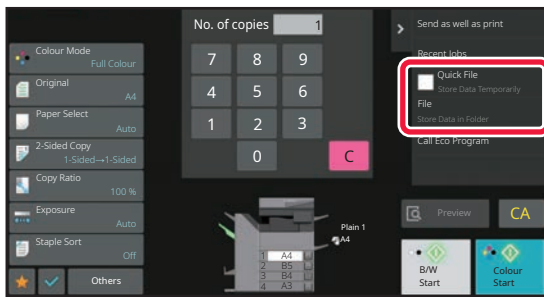 No. of copies 1
Send as well as print
Recent Jobs
Quick File
Store Data Temporarily
File
Store Data in Folder
Call Eco Program
Colour Mode
Full Colour
Original
A4
Paper Select
Auto
2-Sided Copy
1-Sided→1-Sided
Copy Ratio
100 %
Exposure
Auto
Staple Sort
Off
Others
7 8 9
4 5 6
1 2 3
0 C
Plain 1
A4
1 A4
2 B5
3 B4
4 A3
Preview
CA
B/W
Start
Colour
Start